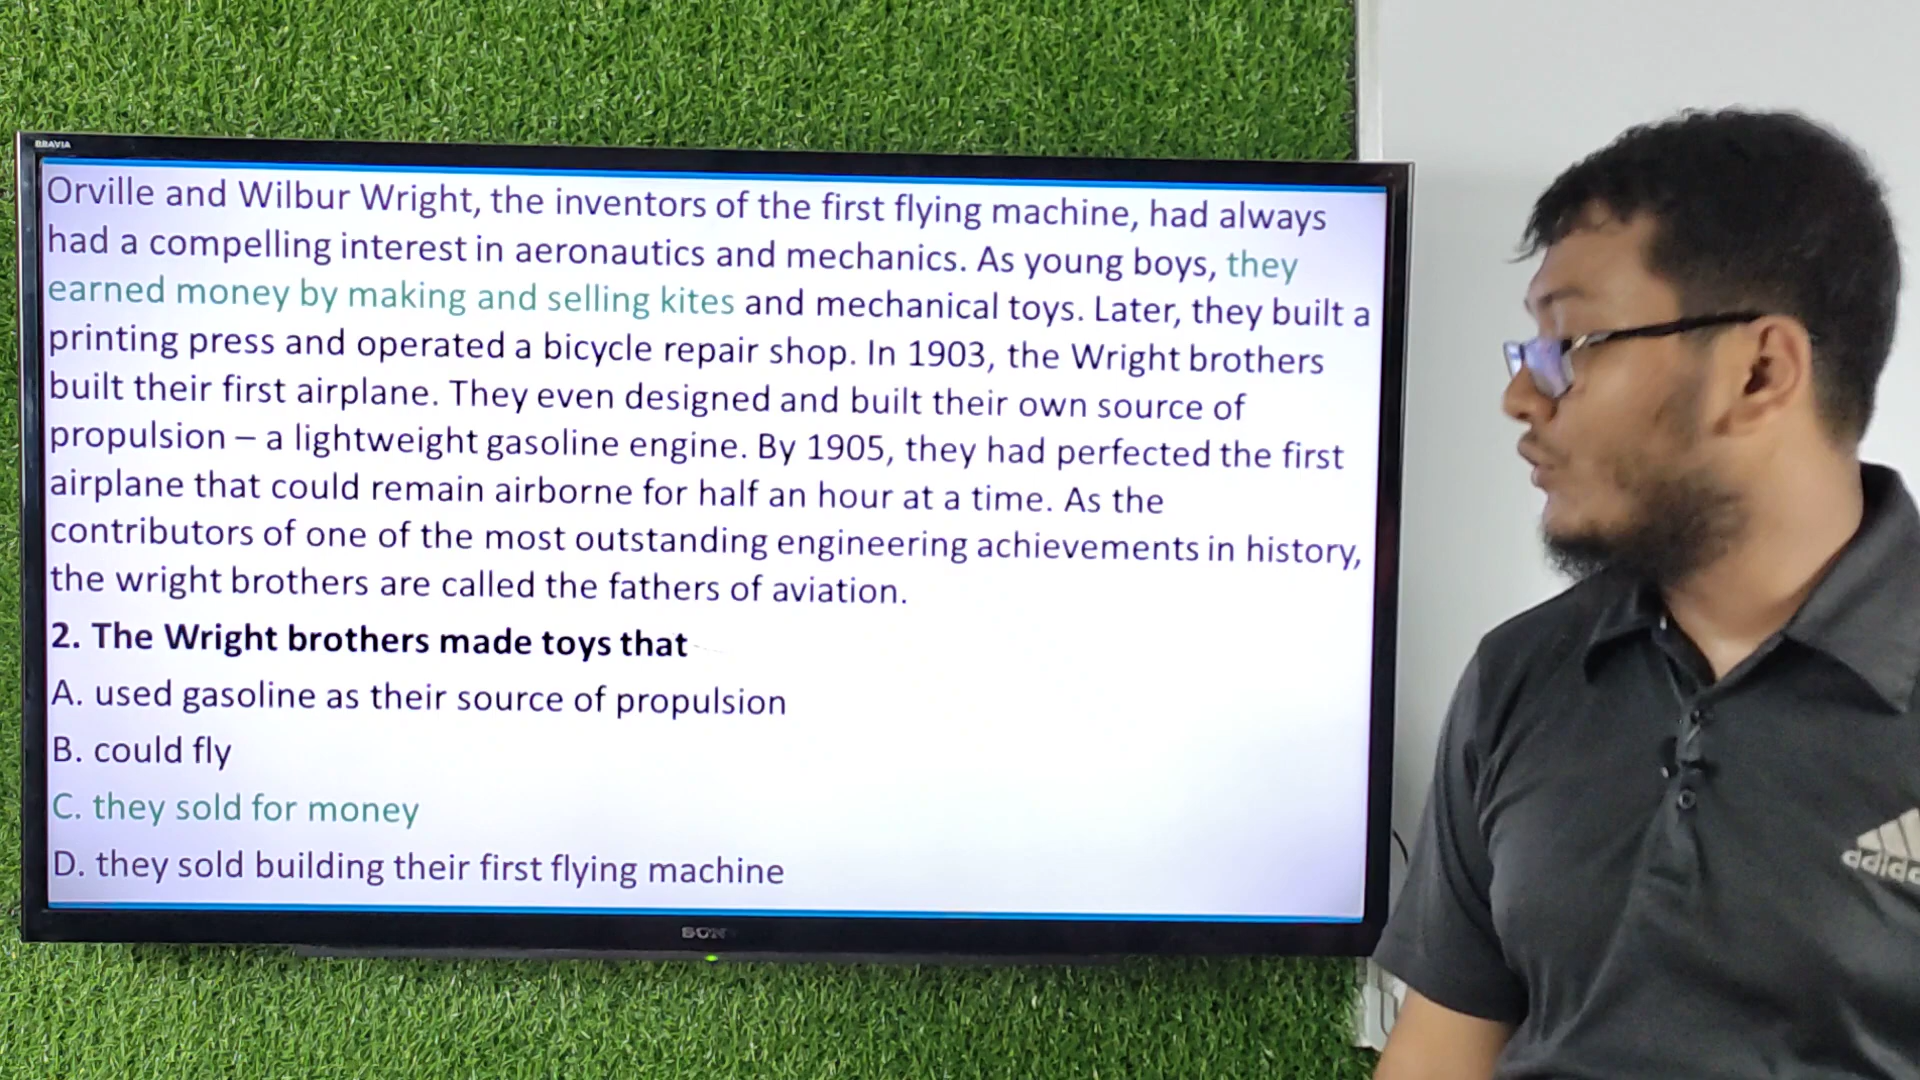 BRAVIA
Orville and Wilbur Wright, the inventors of the first flying machine, had always
had a compelling interest in aeronautics and mechanics. As young boys, they
earned money by making and selling kites and mechanical toys. Later, they built a
printing press and operated a bicycle repair shop. In 1903, the Wright brothers
built their first airplane. They even designed and built their own source of
propulsion – a lightweight gasoline engine. By 1905, they had perfected the first
airplane that could remain airborne for half an hour at a time. As the
contributors of one of the most outstanding engineering achievements in history,
the wright brothers are called the fathers of aviation.
2. The Wright brothers made toys that
A. used gasoline as their source of propulsion
B. could fly
C. they sold for money
D. they sold building their first flying machine
SONY
adidas